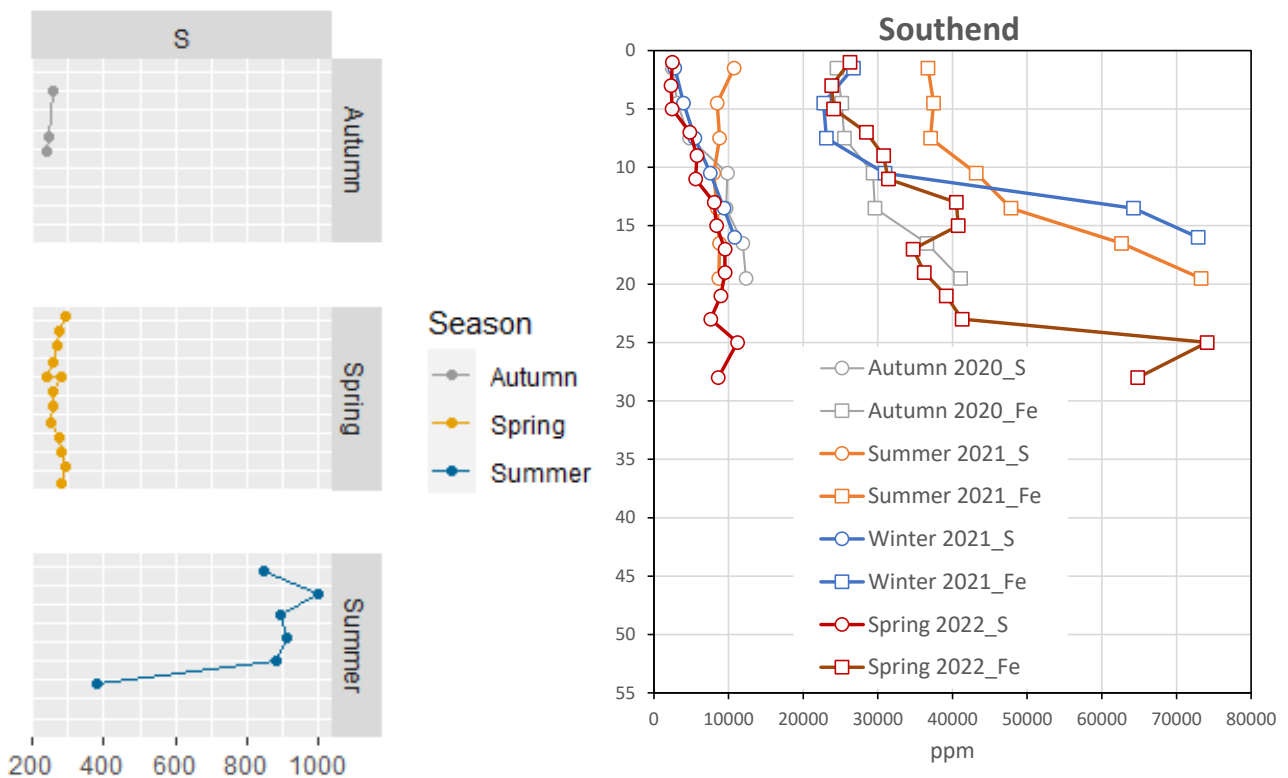 S
Autumn
Spring
Summer
200 400 600 800 1000
Season
Autumn
Spring
Summer
Southend
0
5
10
15
20
25
30
35
40
45
50
55
0 10000 20000 30000 40000 50000 60000 70000 80000
ppm
Autumn 2020_S
Autumn 2020_Fe
Summer 2021_S
Summer 2021_Fe
Winter 2021_S
Winter 2021_Fe
Spring 2022_S
Spring 2022_Fe